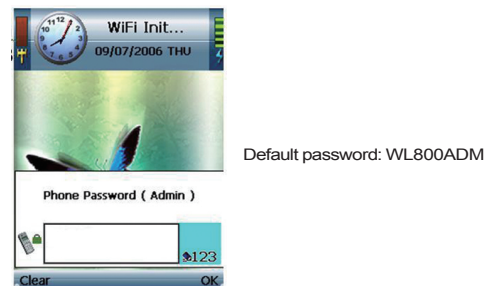 WiFi Init...
09/07/2006 THU
Default password: WL800ADM
Phone Password ( Admin )
123
Clear OK